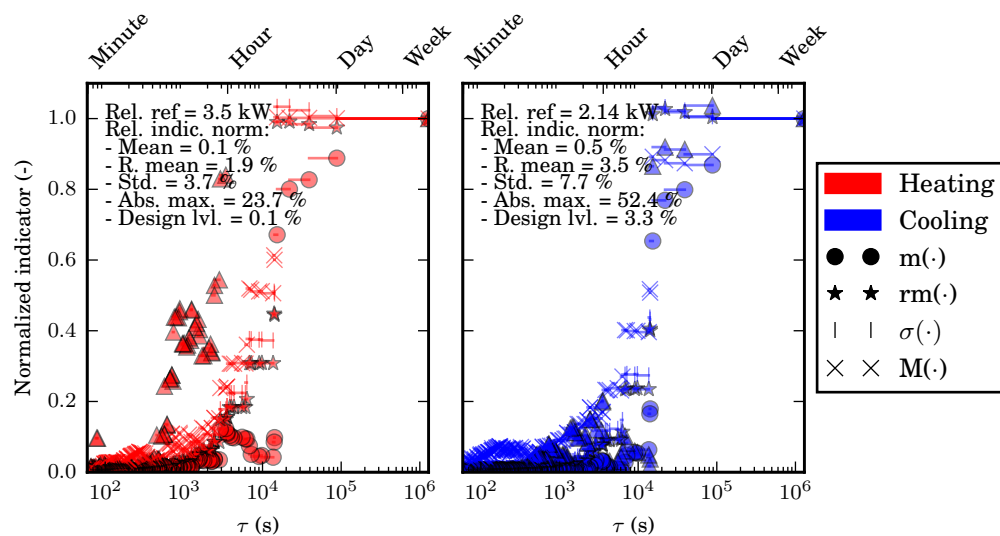 Minute Hour Day Week
Minute Hour Day Week
Normalized indicator (-)
1.0
0.8
0.6
0.4
0.2
0.0
Rel. ref = 3.5 kW
Rel. indic. norm:
- Mean = 0.1 %
- R. mean = 1.9 %
- Std. = 3.7 %
- Abs. max. = 23.7 %
- Design lvl. = 0.1 %
10² 10³ 10⁴ 10⁵ 10⁶
τ (s)
Rel. ref = 2.14 kW
Rel. indic. norm:
- Mean = 0.5 %
- R. mean = 3.5 %
- Std. = 7.7 %
- Abs. max. = 52.4 %
- Design lvl. = 3.3 %
10² 10³ 10⁴ 10⁵ 10⁶
τ (s)
Heating
Cooling
m(·)
rm(·)
σ(·)
M(·)